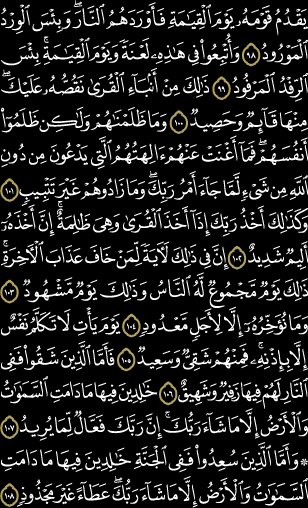 يَقْدُمُ قَوْمَهُۥ يَوْمَ ٱلْقِيَٰمَةِ فَأَوْرَدَهُمُ ٱلنَّارَ ۖ وَبِئْسَ ٱلْوِرْدُ
ٱلْمَوْرُودُ ٩٨ وَأُتْبِعُوا۟ فِى هَٰذِهِۦ لَعْنَةً وَيَوْمَ ٱلْقِيَٰمَةِ ۚ بِئْسَ
ٱلرِّفْدُ ٱلْمَرْفُودُ ٩٩ ذَٰلِكَ مِنْ أَنۢبَآءِ ٱلْقُرَىٰ نَقُصُّهُۥ عَلَيْكَ ۖ
مِنْهَا قَآئِمٌ وَحَصِيدٌ ١٠٠ وَمَا ظَلَمْنَٰهُمْ وَلَٰكِن ظَلَمُوٓا۟
أَنفُسَهُمْ ۖ فَمَآ أَغْنَتْ عَنْهُمْ ءَالِهَتُهُمُ ٱلَّتِى يَدْعُونَ مِن دُونِ
ٱللَّهِ مِن شَىْءٍ لَّمَّا جَآءَ أَمْرُ رَبِّكَ ۖ وَمَا زَادُوهُمْ غَيْرَ تَتْبِيبٍ ١٠١
وَكَذَٰلِكَ أَخْذُ رَبِّكَ إِذَآ أَخَذَ ٱلْقُرَىٰ وَهِىَ ظَٰلِمَةٌ ۚ إِنَّ أَخْذَهُۥٓ
أَلِيمٌ شَدِيدٌ ١٠٢ إِنَّ فِى ذَٰلِكَ لَءَايَةً لِّمَنْ خَافَ عَذَابَ ٱلْءَاخِرَةِ ۚ
ذَٰلِكَ يَوْمٌ مَّجْمُوعٌ لَّهُ ٱلنَّاسُ وَذَٰلِكَ يَوْمٌ مَّشْهُودٌ ١٠٣
وَمَا نُؤَخِّرُهُۥٓ إِلَّا لِأَجَلٍ مَّعْدُودٍ ١٠٤ يَوْمَ يَأْتِ لَا تَكَلَّمُ نَفْسٌ
إِلَّا بِإِذْنِهِۦ ۚ فَمِنْهُمْ شَقِىٌّ وَسَعِيدٌ ١٠٥ فَأَمَّا ٱلَّذِينَ شَقُوا۟ فَفِى
ٱلنَّارِ لَهُمْ فِيهَا زَفِيرٌ وَشَهِيقٌ ١٠٦ خَٰلِدِينَ فِيهَا مَا دَامَتِ ٱلسَّمَٰوَٰتُ
وَٱلْأَرْضُ إِلَّا مَا شَآءَ رَبُّكَ ۚ إِنَّ رَبَّكَ فَعَّالٌ لِّمَا يُرِيدُ ١٠٧
۞ وَأَمَّا ٱلَّذِينَ سُعِدُوا۟ فَفِى ٱلْجَنَّةِ خَٰلِدِينَ فِيهَا مَا دَامَتِ
ٱلسَّمَٰوَٰتُ وَٱلْأَرْضُ إِلَّا مَا شَآءَ رَبُّكَ ۖ عَطَآءً غَيْرَ مَجْذُوذٍ ١٠٨